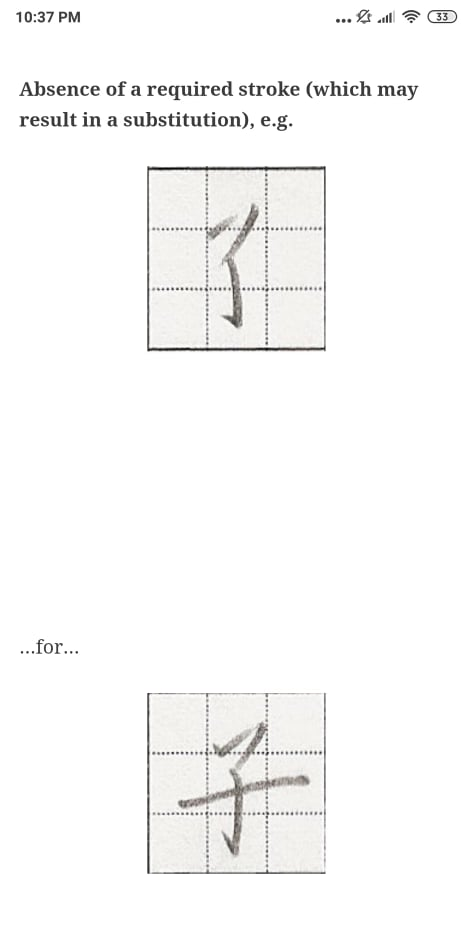 10:37 PM
33
Absence of a required stroke (which may
result in a substitution), e.g.
了
...for...
子